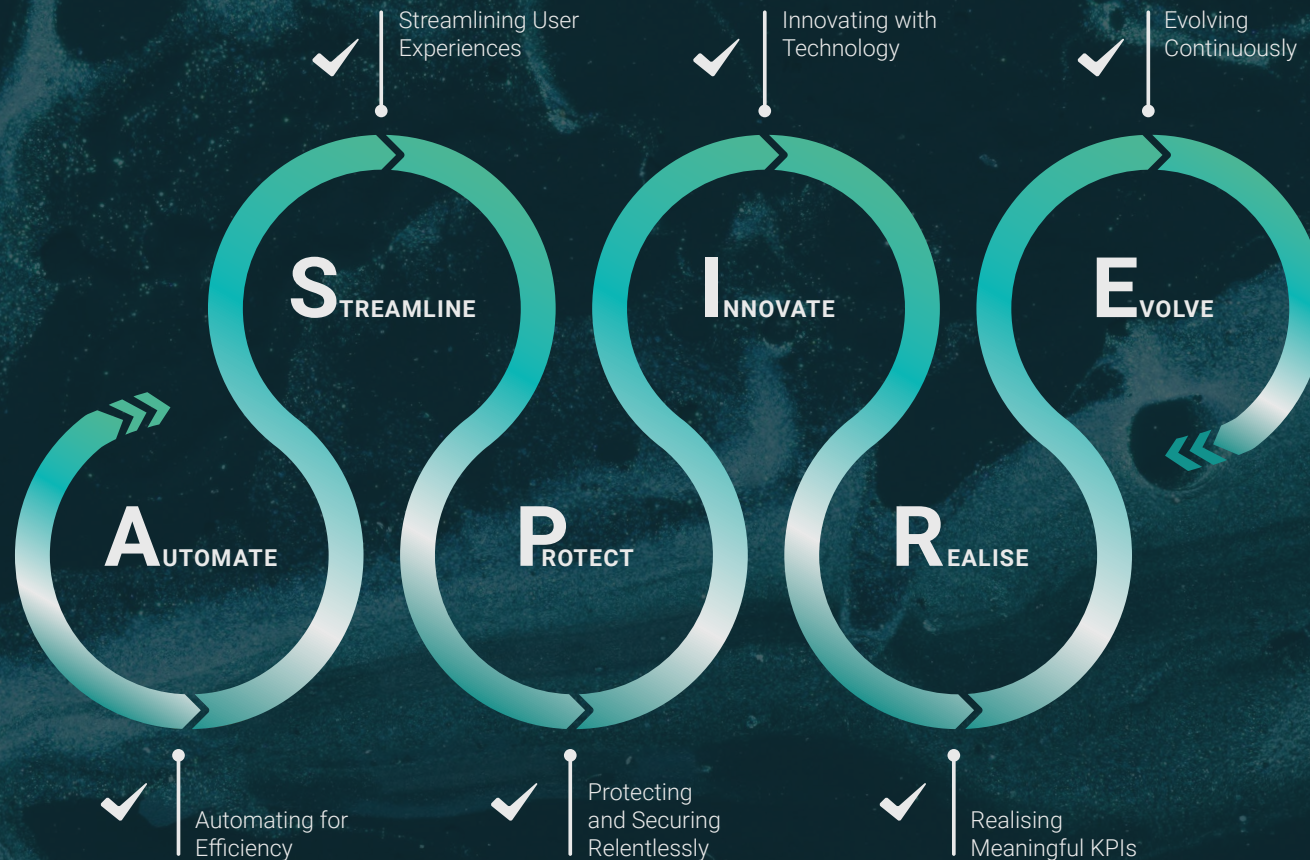 Streamlining User
Experiences
Innovating with
Technology
Evolving
Continuously
STREAMLINE
INNOVATE
EVOLVE
AUTOMATE
PROTECT
REALISE
Automating for
Efficiency
Protecting
and Securing
Relentlessly
Realising
Meaningful KPIs